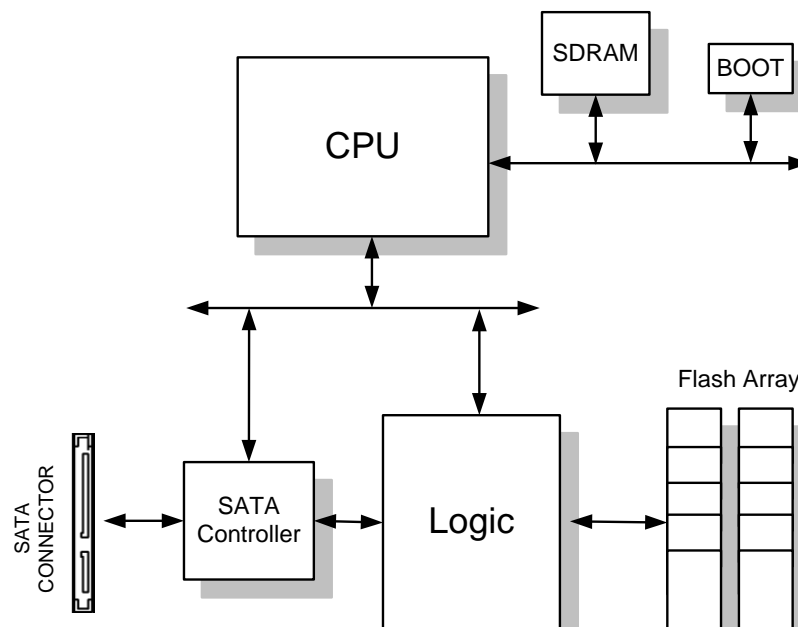 SDRAM
BOOT
CPU
Flash Array
SATA
CONNECTOR
SATA
Controller
Logic